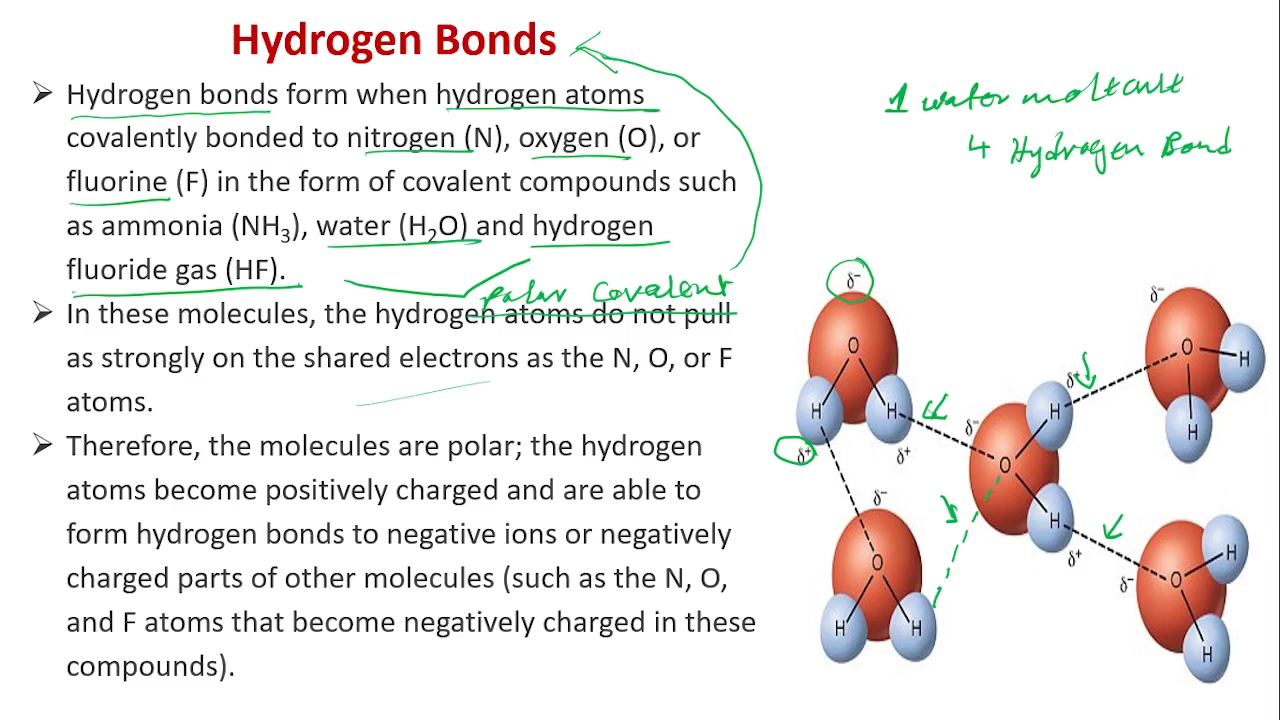 Hydrogen Bonds
➢ Hydrogen bonds form when hydrogen atoms
covalently bonded to nitrogen (N), oxygen (O), or
fluorine (F) in the form of covalent compounds such
as ammonia (NH₃), water (H₂O) and hydrogen
fluoride gas (HF).
polar covalent
➢ In these molecules, the hydrogen atoms do not pull
as strongly on the shared electrons as the N, O, or F
atoms.
➢ Therefore, the molecules are polar; the hydrogen
atoms become positively charged and are able to
form hydrogen bonds to negative ions or negatively
charged parts of other molecules (such as the N, O,
and F atoms that become negatively charged in these
compounds).
1 water molecule
4 Hydrogen Bond
δ⁻
O
H H
δ⁺ δ⁺
δ⁻
O H
H
δ⁻
δ⁺
H
O
H
δ⁺
δ⁻
O
H H
δ⁻
O H
H